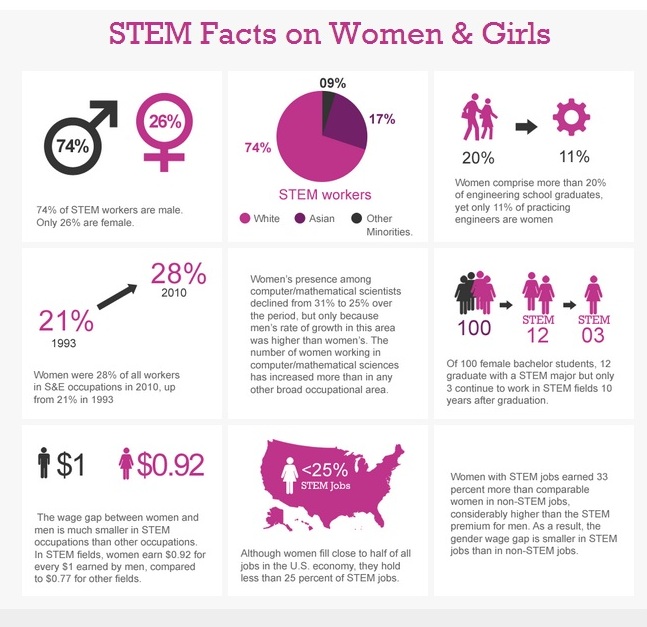 STEM Facts on Women & Girls
74%
26%
74% of STEM workers are male.
Only 26% are female.
09%
17%
74%
STEM workers
White
Asian
Other
Minorities.
20%
11%
Women comprise more than 20%
of engineering school graduates,
yet only 11% of practicing
engineers are women
28%
2010
21%
1993
Women were 28% of all workers
in S&E occupations in 2010, up
from 21% in 1993
Women's presence among
computer/mathematical scientists
declined from 31% to 25% over
the period, but only because
men's rate of growth in this area
was higher than women's. The
number of women working in
computer/mathematical sciences
has increased more than in any
other broad occupational area.
100
STEM
12
STEM
03
Of 100 female bachelor students, 12
graduate with a STEM major but only
3 continue to work in STEM fields 10
years after graduation.
$1
$0.92
The wage gap between women and
men is much smaller in STEM
occupations than other occupations.
In STEM fields, women earn $0.92 for
every $1 earned by men, compared
to $0.77 for other fields.
<25%
STEM Jobs
Although women fill close to half of all
jobs in the U.S. economy, they hold
less than 25 percent of STEM jobs.
Women with STEM jobs earned 33
percent more than comparable
women in non-STEM jobs,
considerably higher than the STEM
premium for men. As a result, the
gender wage gap is smaller in STEM
jobs than in non-STEM jobs.